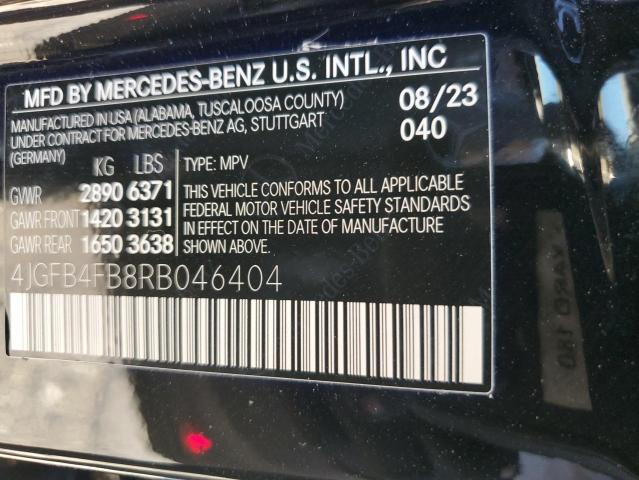 MFD BY MERCEDES-BENZ U.S. INTL., INC
MANUFACTURED IN USA (ALABAMA, TUSCALOOSA COUNTY)
UNDER CONTRACT FOR MERCEDES-BENZ AG, STUTTGART
(GERMANY)
08/23
040
KG LBS
GVWR 2890 6371
GAWR FRONT 1420 3131
GAWR REAR 1650 3638
TYPE: MPV
THIS VEHICLE CONFORMS TO ALL APPLICABLE
FEDERAL MOTOR VEHICLE SAFETY STANDARDS
IN EFFECT ON THE DATE OF MANUFACTURE
SHOWN ABOVE.
4JGFB4FB8RB046404
YARD 180